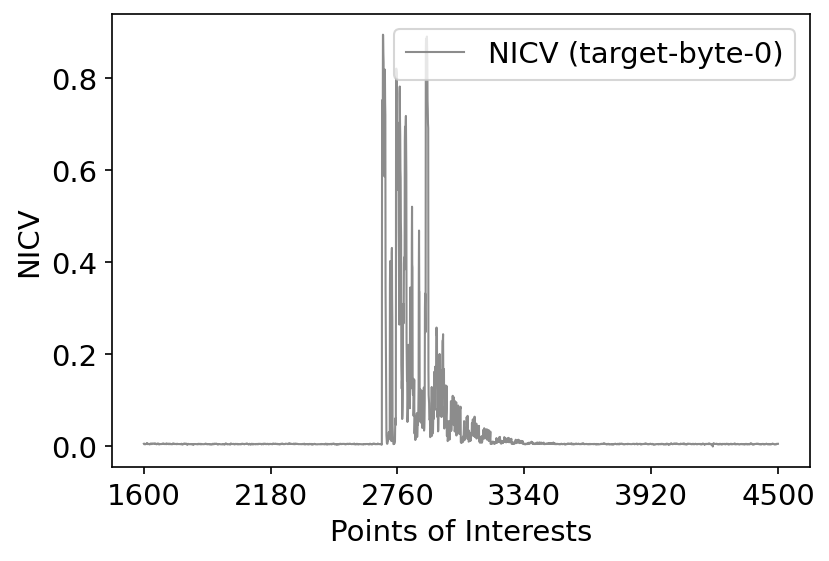 NICV (target-byte-0)
0.8
0.6
0.4
0.2
0.0
NICV
1600 2180 2760 3340 3920 4500
Points of Interests